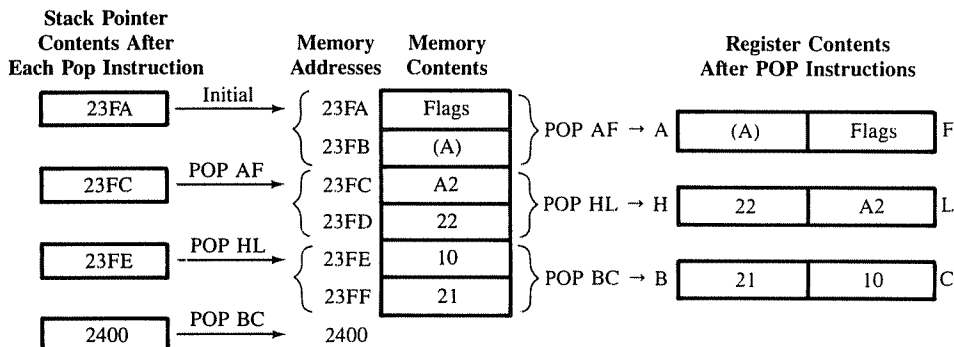 Stack Pointer
Contents After
Each Pop Instruction
Memory
Addresses
Memory
Contents
Register Contents
After POP Instructions
23FA
Initial
23FA
Flags
23FB
(A)
POP AF → A
(A)
Flags
F
23FC
POP AF
23FC
A2
23FD
22
POP HL → H
22
A2
L
23FE
POP HL
23FE
10
23FF
21
POP BC → B
21
10
C
2400
POP BC
2400